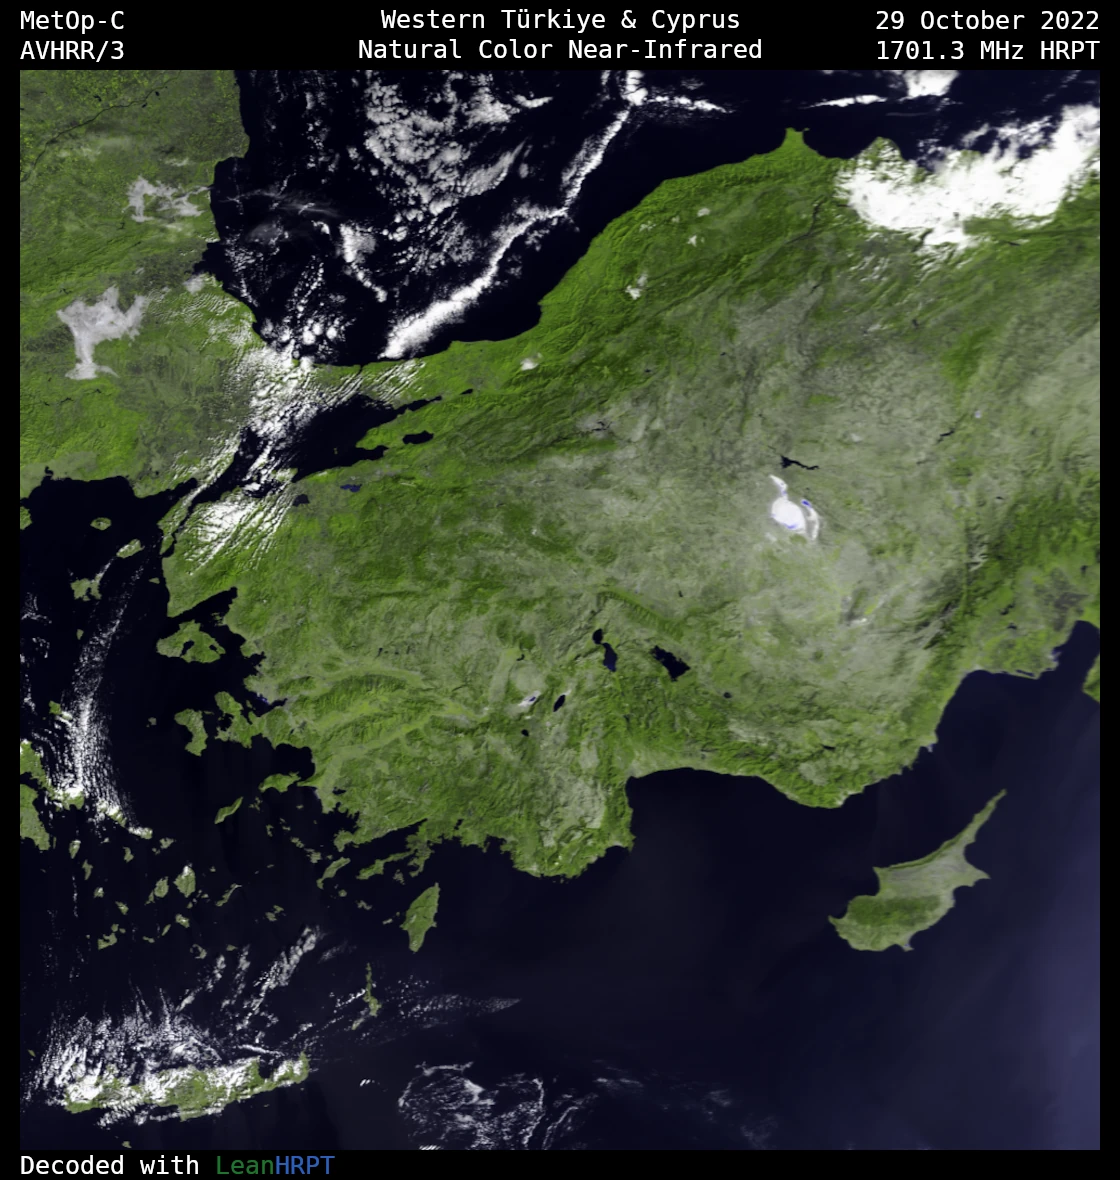 MetOp-C
AVHRR/3
Western Türkiye & Cyprus
Natural Color Near-Infrared
29 October 2022
1701.3 MHz HRPT
Decoded with LeanHRPT